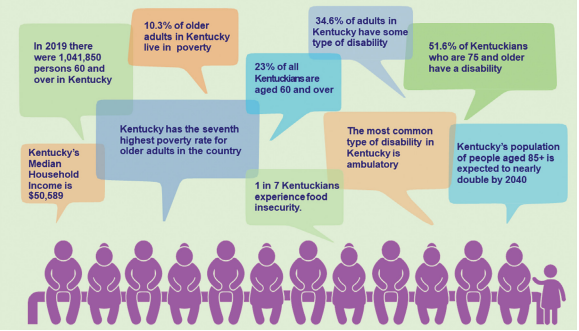 In 2019 there
were 1,041,850
persons 60 and
over in Kentucky
10.3% of older
adults in Kentucky
live in poverty
23% of all
Kentuckians are
aged 60 and over
34.6% of adults in
Kentucky have some
type of disability
51.6% of Kentuckians
who are 75 and older
have a disability
Kentucky's
Median
Household
Income is
$50,589
Kentucky has the seventh
highest poverty rate for
older adults in the country
1 in 7 Kentuckians
experience food
insecurity.
The most common
type of disability in
Kentucky is
ambulatory
Kentucky's population
of people aged 85+ is
expected to nearly
double by 2040